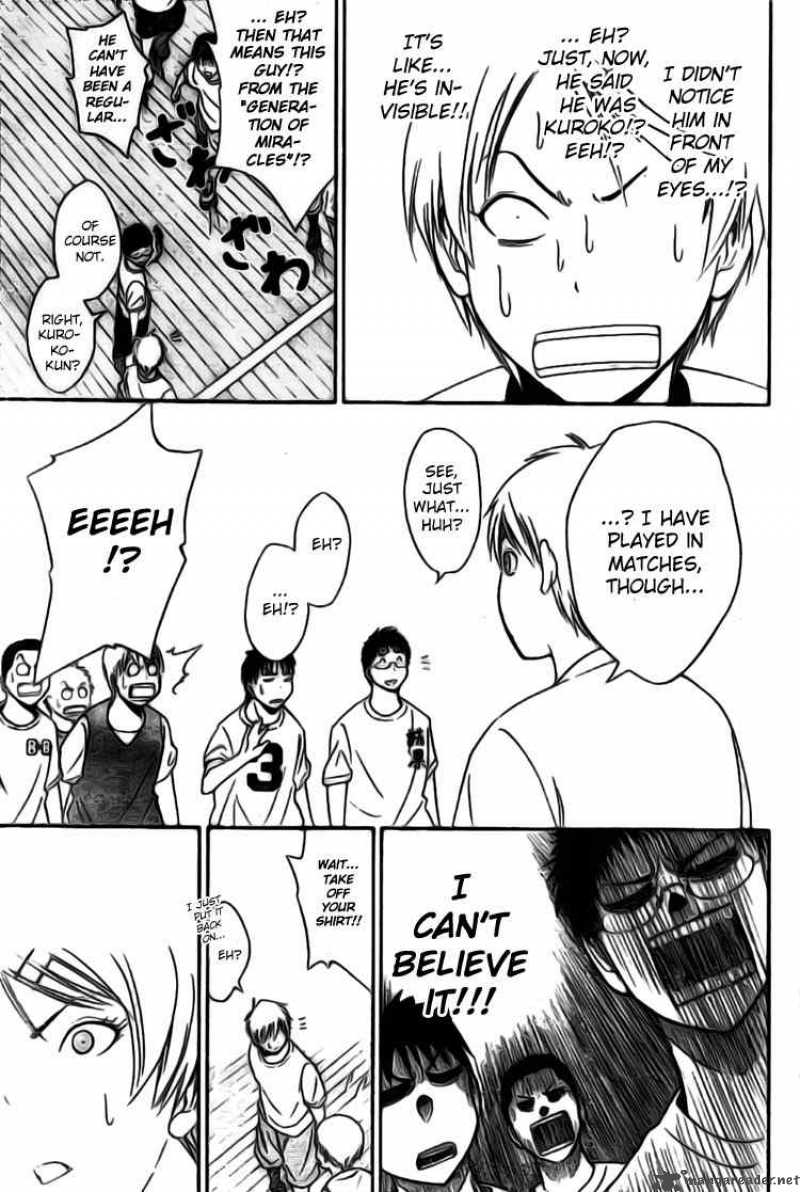 ... EH?
JUST, NOW,
HE SAID
HE WAS
KUROKO!?
EEH!?
I DIDN'T
NOTICE
HIM IN
FRONT
OF MY
EYES...!?
IT'S
LIKE...
HE'S IN-
VISIBLE!!
... EH?
THEN THAT
MEANS THIS
GUY!?
FROM THE
"GENERA-
TION OF
MIRA-
CLES"!?
HE
CAN'T
HAVE
BEEN A
REGU-
LAR...
ざわ
ざわ
OF
COURSE
NOT.
RIGHT,
KURO-
KO-
KUN?
...? I HAVE
PLAYED IN
MATCHES,
THOUGH...
SEE,
JUST
WHAT...
HUH?
EH?
...
EH!?
EEEEH
!?
3
I
CAN'T
BELIEVE
IT!!!
WAIT...
TAKE
OFF
YOUR
SHIRT!!
I JUST
PUT IT
BACK
ON...
EH?
mangareader.net